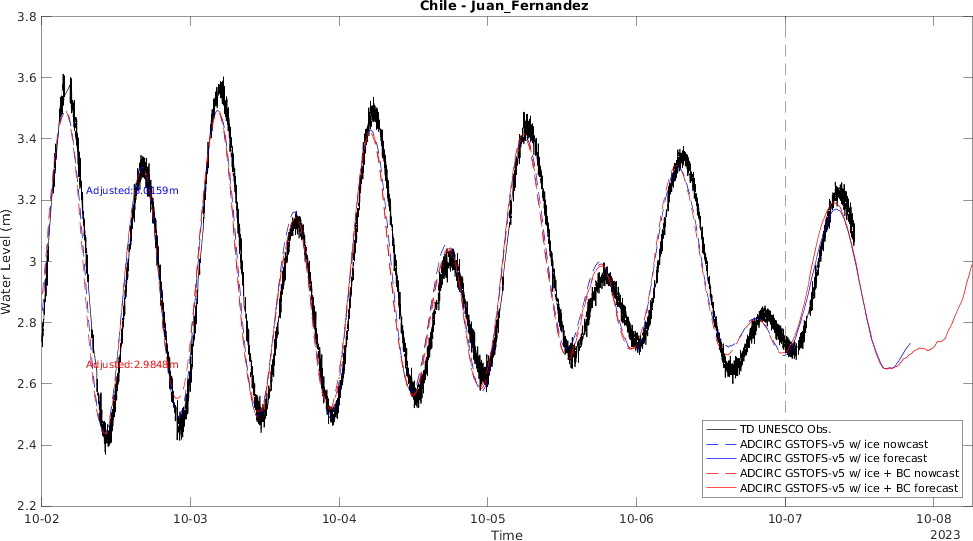 Chile - Juan_Fernandez
3.8
3.6
3.4
3.2
3
2.8
2.6
2.4
2.2
Water Level (m)
Adjusted:3.0159m
Adjusted:2.9848m
TD UNESCO Obs.
ADCIRC GSTOFS-v5 w/ ice nowcast
ADCIRC GSTOFS-v5 w/ ice forecast
ADCIRC GSTOFS-v5 w/ ice + BC nowcast
ADCIRC GSTOFS-v5 w/ ice + BC forecast
10-02 10-03 10-04 10-05 10-06 10-07 10-08
Time
2023